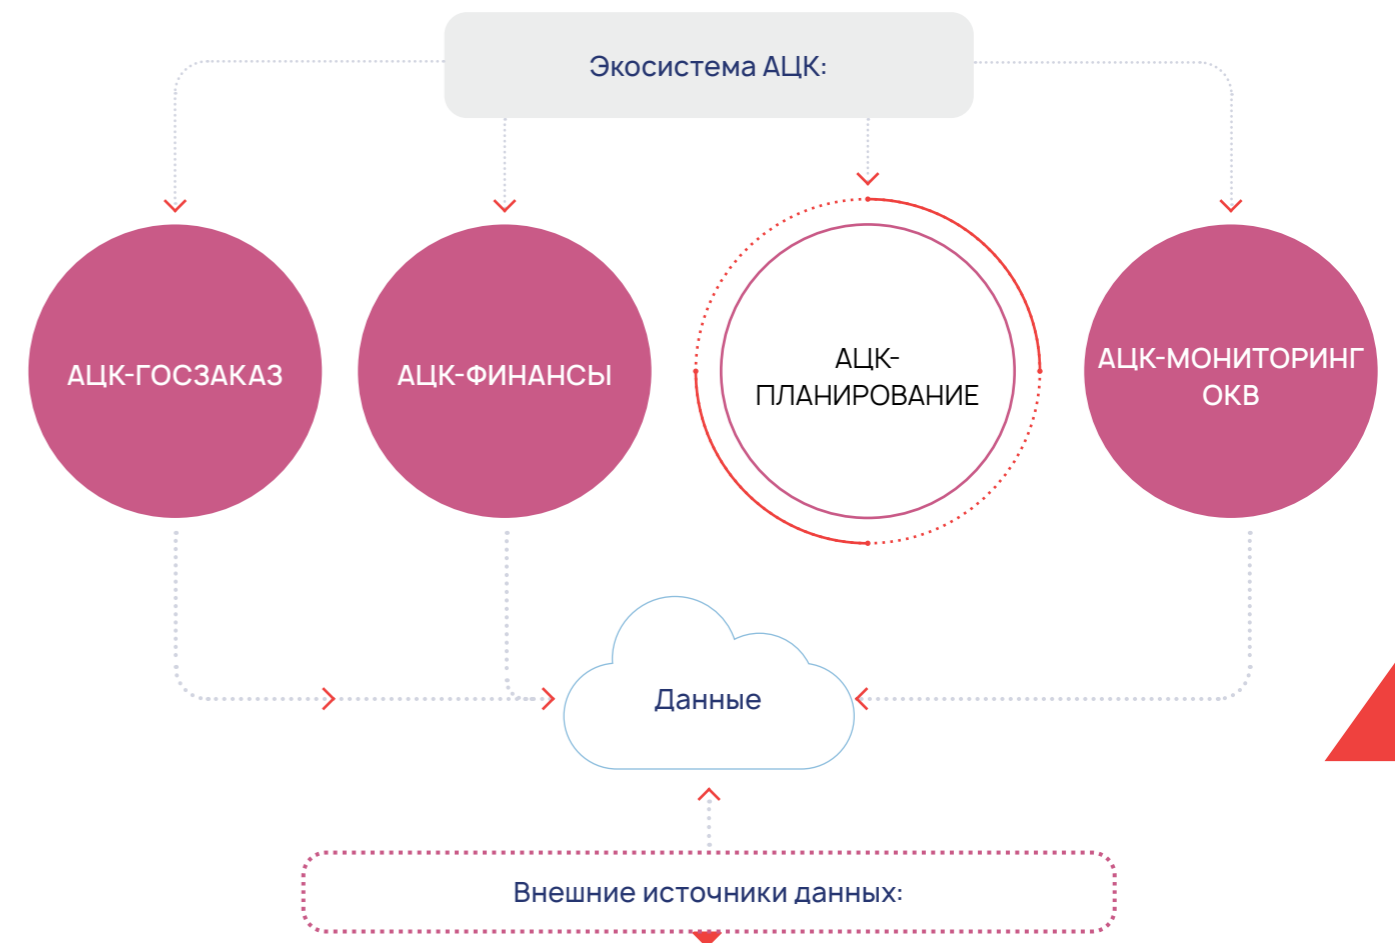 Экосистема АЦК:
АЦК-ГОСЗАКАЗ
АЦК-ФИНАНСЫ
АЦК-
ПЛАНИРОВАНИЕ
АЦК-МОНИТОРИНГ
ОКВ
Данные
Внешние источники данных: